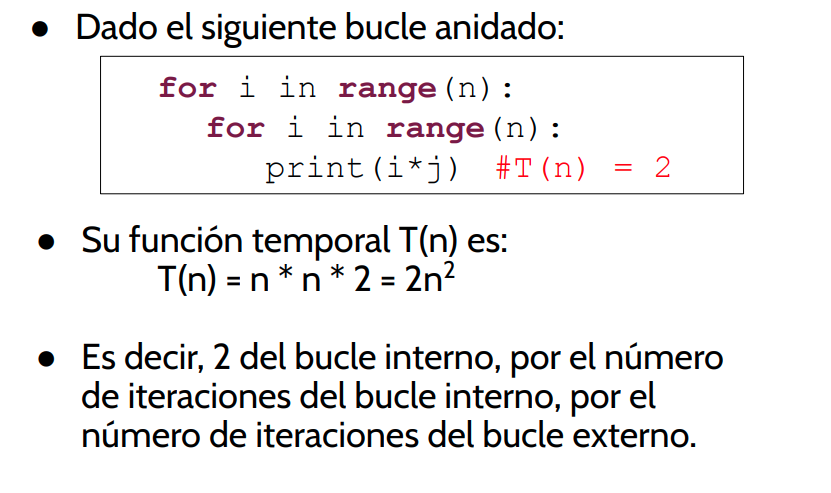 ● Dado el siguiente bucle anidado:
for i in range(n):
for i in range(n):
print(i*j) #T(n) = 2
● Su función temporal T(n) es:
T(n) = n * n * 2 = 2n²
● Es decir, 2 del bucle interno, por el número
de iteraciones del bucle interno, por el
número de iteraciones del bucle externo.